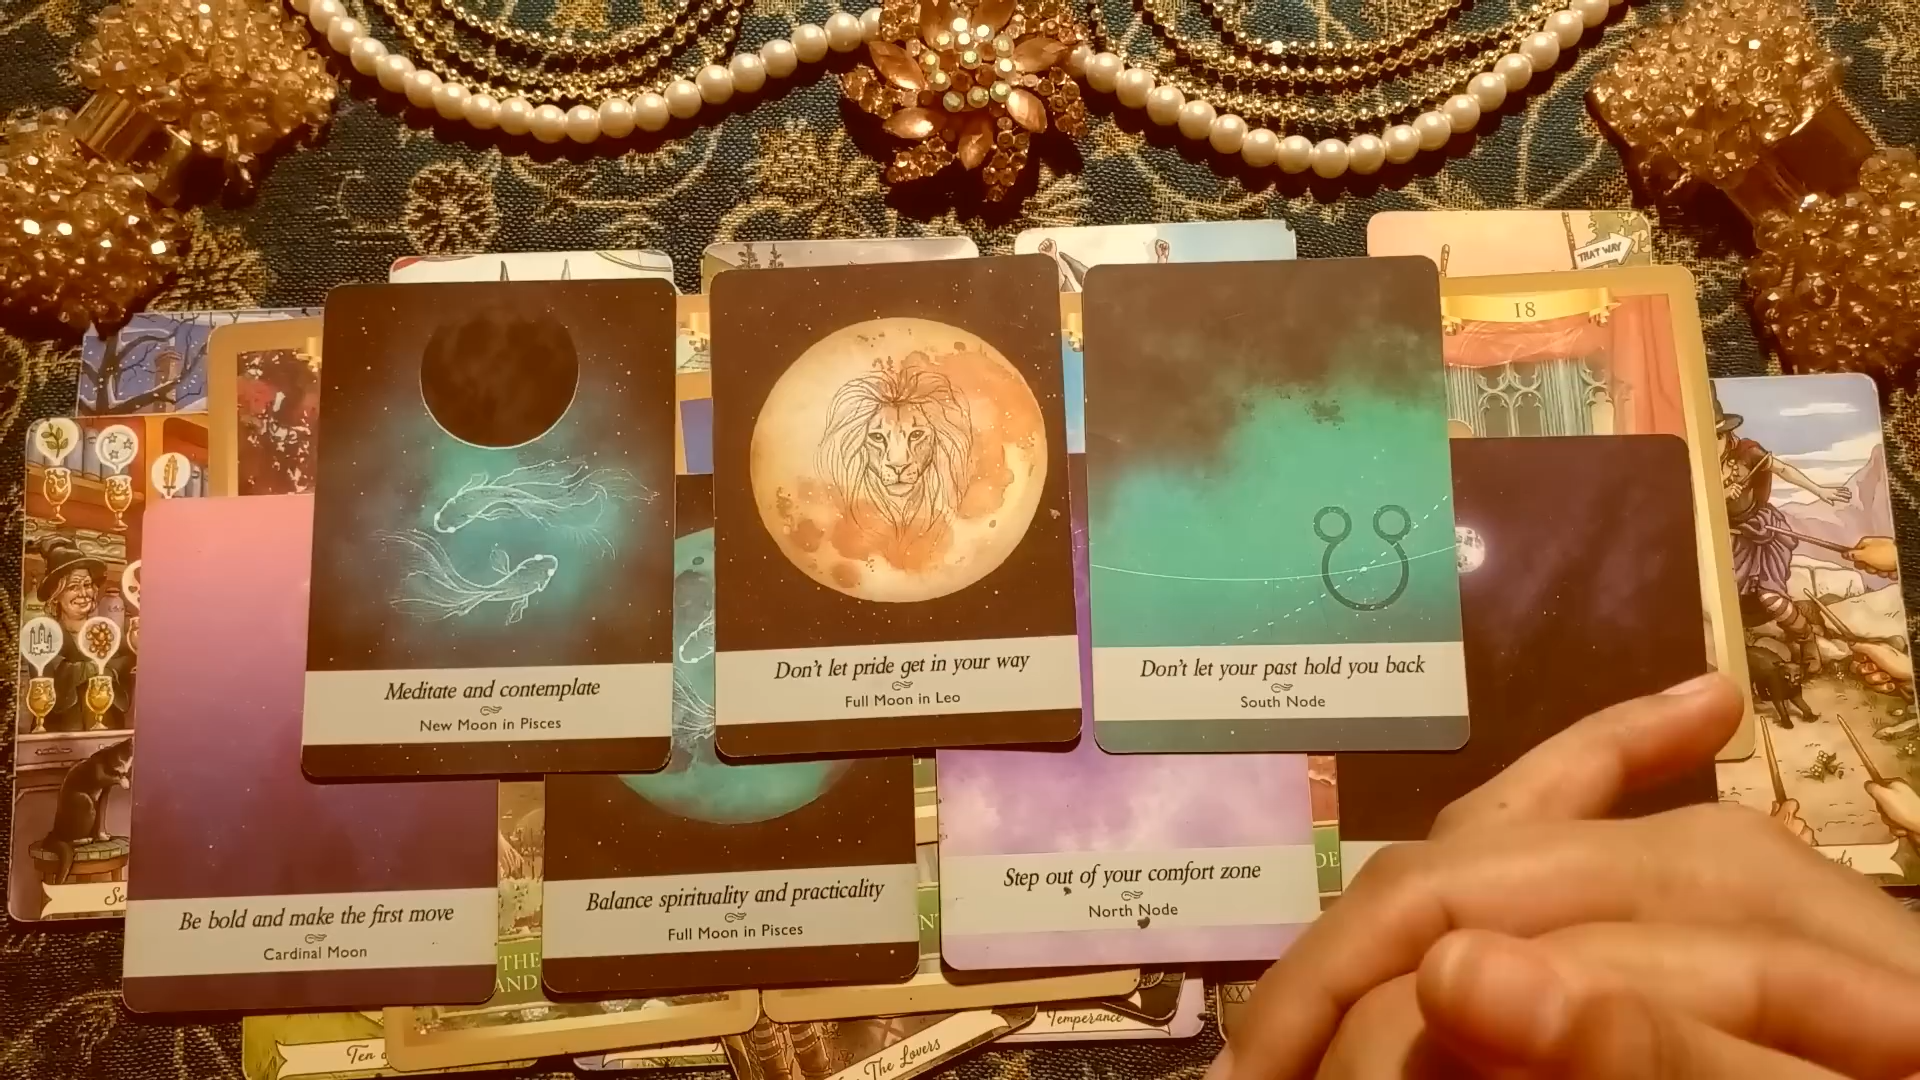 THAT WAY
18
Meditate and contemplate
New Moon in Pisces
Don't let pride get in your way
Full Moon in Leo
Don't let your past hold you back
South Node
Be bold and make the first move
Cardinal Moon
Balance spirituality and practicality
Full Moon in Pisces
Step out of your comfort zone
North Node
THE
AND
Ten
The Lovers
Temperance